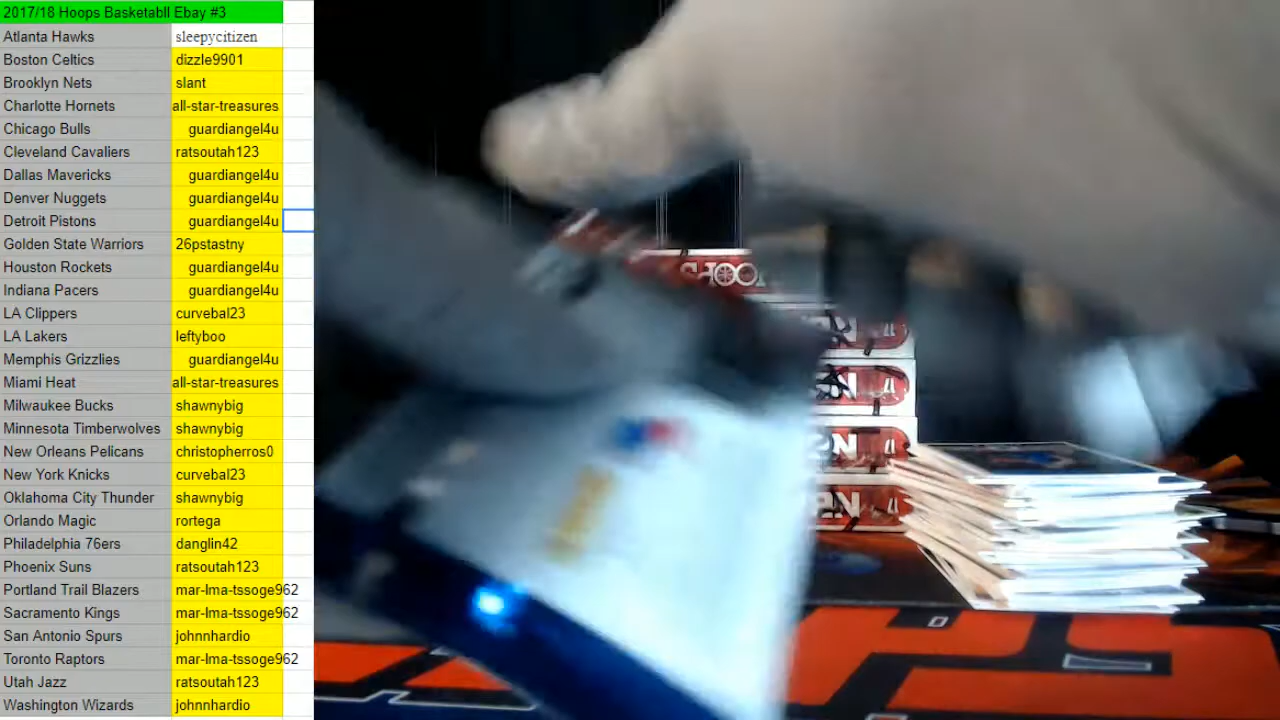 2017/18 Hoops Basketabll Ebay #3
Atlanta Hawks sleepycitizen
Boston Celtics dizzle9901
Brooklyn Nets slant
Charlotte Hornets all-star-treasures
Chicago Bulls guardiangel4u
Cleveland Cavaliers ratsoutah123
Dallas Mavericks guardiangel4u
Denver Nuggets guardiangel4u
Detroit Pistons guardiangel4u
Golden State Warriors 26pstastny
Houston Rockets guardiangel4u
Indiana Pacers guardiangel4u
LA Clippers curvebal23
LA Lakers leftyboo
Memphis Grizzlies guardiangel4u
Miami Heat all-star-treasures
Milwaukee Bucks shawnybig
Minnesota Timberwolves shawnybig
New Orleans Pelicans christopherros0
New York Knicks curvebal23
Oklahoma City Thunder shawnybig
Orlando Magic rortega
Philadelphia 76ers danglin42
Phoenix Suns ratsoutah123
Portland Trail Blazers mar-lma-tssoge962
Sacramento Kings mar-lma-tssoge962
San Antonio Spurs johnnhardio
Toronto Raptors mar-lma-tssoge962
Utah Jazz ratsoutah123
Washington Wizards johnnhardio